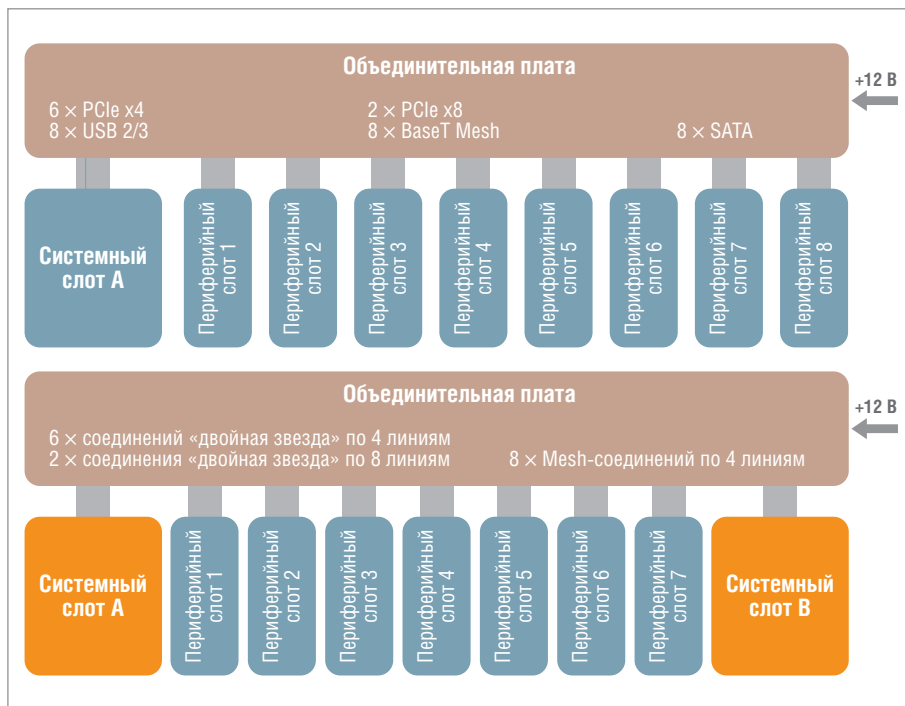 Объединительная плата
+12 В
6 × PCIe x4
2 × PCIe x8
8 × USB 2/3
8 × BaseT Mesh
8 × SATA
Системный
слот A
Периферийный
слот 1
Периферийный
слот 2
Периферийный
слот 3
Периферийный
слот 4
Периферийный
слот 5
Периферийный
слот 6
Периферийный
слот 7
Периферийный
слот 8
Объединительная плата
+12 В
6 × соединений «двойная звезда» по 4 линиям
2 × соединения «двойная звезда» по 8 линиям
8 × Mesh-соединений по 4 линиям
Системный
слот A
Периферийный
слот 1
Периферийный
слот 2
Периферийный
слот 3
Периферийный
слот 4
Периферийный
слот 5
Периферийный
слот 6
Периферийный
слот 7
Системный
слот B